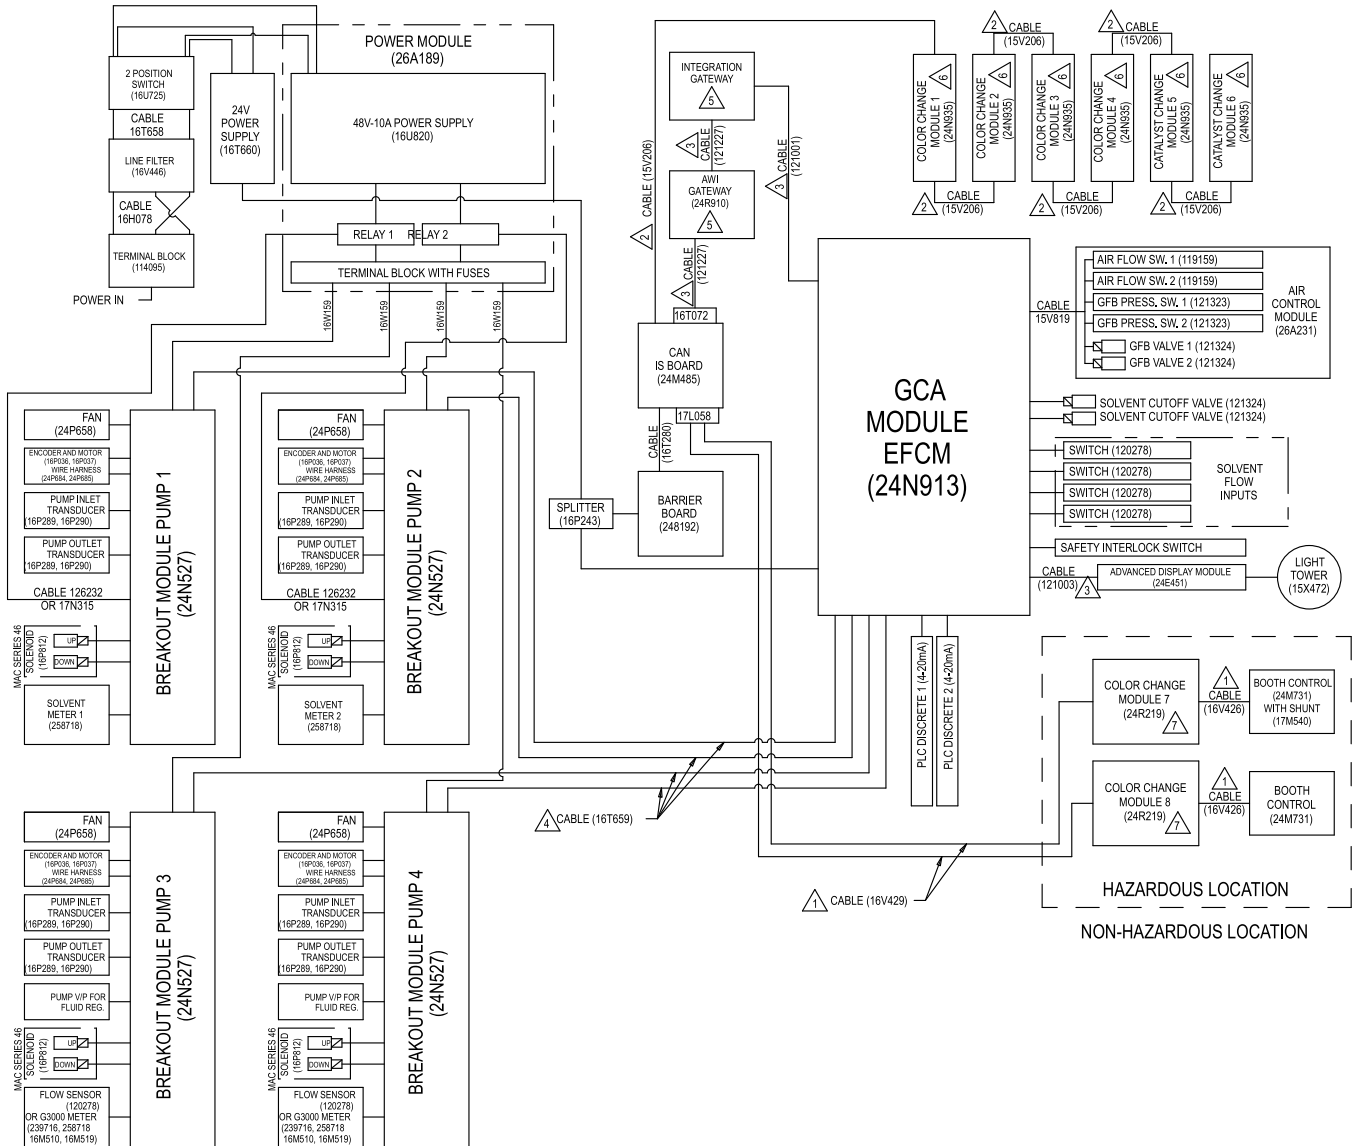 POWER MODULE
(26A189)
2 POSITION
SWITCH
(16U725)
CABLE
16T658
LINE FILTER
(16V446)
CABLE
16H078
TERMINAL BLOCK
(114095)
POWER IN
24V
POWER
SUPPLY
(16T660)
48V-10A POWER SUPPLY
(16U820)
RELAY 1
RELAY 2
TERMINAL BLOCK WITH FUSES
16W159
16W159
16W159
16W159
INTEGRATION
GATEWAY
5
3
CABLE
(121227)
AWI
GATEWAY
(24R910)
5
3
CABLE
(121227)
2
CABLE (15V206)
3
CABLE
(121001)
16T072
CAN
IS BOARD
(24M485)
17L058
CABLE
(16T280)
BARRIER
BOARD
(248192)
SPLITTER
(16P243)
2
CABLE
(15V206)
2
CABLE
(15V206)
COLOR CHANGE
MODULE 1
(24N935)
6
COLOR CHANGE
MODULE 2
(24N935)
6
COLOR CHANGE
MODULE 3
(24N935)
6
COLOR CHANGE
MODULE 4
(24N935)
6
CATALYST CHANGE
MODULE 5
(24N935)
6
CATALYST CHANGE
MODULE 6
(24N935)
6
2
CABLE
(15V206)
2
CABLE
(15V206)
2
CABLE
(15V206)
GCA
MODULE
EFCM
(24N913)
CABLE
15V819
AIR FLOW SW. 1 (119159)
AIR FLOW SW. 2 (119159)
GFB PRESS. SW. 1 (121323)
GFB PRESS. SW. 2 (121323)
GFB VALVE 1 (121324)
GFB VALVE 2 (121324)
AIR
CONTROL
MODULE
(26A231)
SOLVENT CUTOFF VALVE (121324)
SOLVENT CUTOFF VALVE (121324)
SWITCH (120278)
SWITCH (120278)
SWITCH (120278)
SWITCH (120278)
SOLVENT
FLOW
INPUTS
SAFETY INTERLOCK SWITCH
CABLE
(121003)
3
ADVANCED DISPLAY MODULE
(24E451)
LIGHT
TOWER
(15X472)
PLC DISCRETE 1 (4-20mA)
PLC DISCRETE 2 (4-20mA)
COLOR CHANGE
MODULE 7
(24R219)
7
1
CABLE
(16V426)
BOOTH CONTROL
(24M731)
WITH SHUNT
(17M540)
COLOR CHANGE
MODULE 8
(24R219)
7
1
CABLE
(16V426)
BOOTH
CONTROL
(24M731)
HAZARDOUS LOCATION
NON-HAZARDOUS LOCATION
4
CABLE (16T659)
1
CABLE (16V429)
FAN
(24P658)
ENCODER AND MOTOR
(16P036, 16P037)
WIRE HARNESS
(24P684, 24P685)
PUMP INLET
TRANSDUCER
(16P289, 16P290)
PUMP OUTLET
TRANSDUCER
(16P289, 16P290)
CABLE 126232
OR 17N315
MAC SERIES 46
SOLENOID
(16P812)
UP
DOWN
SOLVENT
METER 1
(258718)
BREAKOUT MODULE PUMP 1
(24N527)
FAN
(24P658)
ENCODER AND MOTOR
(16P036, 16P037)
WIRE HARNESS
(24P684, 24P685)
PUMP INLET
TRANSDUCER
(16P289, 16P290)
PUMP OUTLET
TRANSDUCER
(16P289, 16P290)
CABLE 126232
OR 17N315
MAC SERIES 46
SOLENOID
(16P812)
UP
DOWN
SOLVENT
METER 2
(258718)
BREAKOUT MODULE PUMP 2
(24N527)
FAN
(24P658)
ENCODER AND MOTOR
(16P036, 16P037)
WIRE HARNESS
(24P684, 24P685)
PUMP INLET
TRANSDUCER
(16P289, 16P290)
PUMP OUTLET
TRANSDUCER
(16P289, 16P290)
PUMP V/P FOR
FLUID REG.
MAC SERIES 46
SOLENOID
(16P812)
UP
DOWN
FLOW SENSOR
(120278)
OR G3000 METER
(239716, 258718
16M510, 16M519)
BREAKOUT MODULE PUMP 3
(24N527)
FAN
(24P658)
ENCODER AND MOTOR
(16P036, 16P037)
WIRE HARNESS
(24P684, 24P685)
PUMP INLET
TRANSDUCER
(16P289, 16P290)
PUMP OUTLET
TRANSDUCER
(16P289, 16P290)
PUMP V/P FOR
FLUID REG.
MAC SERIES 46
SOLENOID
(16P812)
UP
DOWN
FLOW SENSOR
(120278)
OR G3000 METER
(239716, 258718
16M510, 16M519)
BREAKOUT MODULE PUMP 4
(24N527)